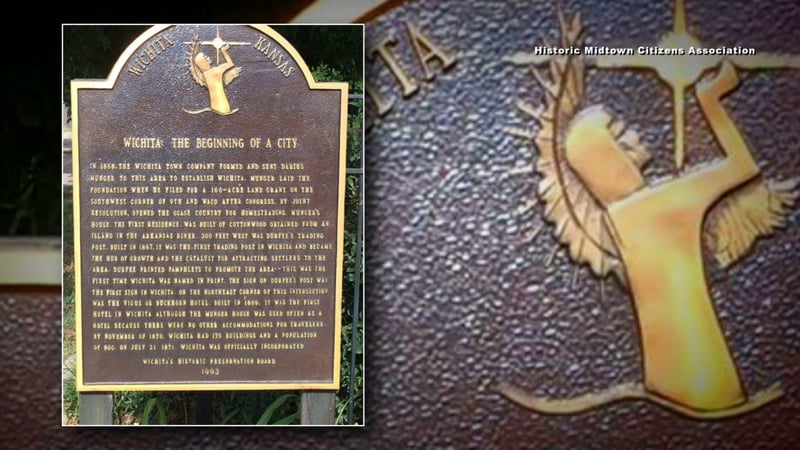 Historic Midtown Citizens Association
WICHITA KANSAS
WICHITA: THE BEGINNING OF A CITY
IN 1868, THE WICHITA TOWN COMPANY FORMED AND SENT DARIUS
MUNGER TO THIS AREA TO ESTABLISH WICHITA. MUNGER LAID THE
FOUNDATION WHEN HE FILED FOR A 160-ACRE LAND GRANT ON THE
SOUTHWEST CORNER OF 9TH AND WACO AFTER CONGRESS, BY JOINT
RESOLUTION, OPENED THE OSAGE COUNTRY FOR HOMESTEADING. MUNGER'S
HOUSE, THE FIRST RESIDENCE, WAS BUILT OF COTTONWOOD OBTAINED FROM AN
ISLAND IN THE ARKANSAS RIVER. 300 FEET WEST WAS DURFEE'S TRADING
POST. BUILT IN 1867, IT WAS THE FIRST TRADING POST IN WICHITA AND BECAME
THE HUB OF GROWTH AND THE CATALYST FOR ATTRACTING SETTLERS TO THE
AREA. DURFEE PRINTED PAMPHLETS TO PROMOTE THE AREA--THIS WAS THE
FIRST TIME WICHITA WAS NAMED IN PRINT. THE SIGN ON DURFEE'S POST WAS
THE FIRST SIGN IN WICHITA. ON THE NORTHEAST CORNER OF THIS INTERSECTION
WAS THE OR BUCKHORN HOTEL. BUILT IN 1869, IT WAS THE FIRST
HOTEL IN WICHITA ALTHOUGH THE MUNGER HOUSE WAS USED OFTEN AS A
HOTEL BECAUSE THERE WERE NO OTHER ACCOMMODATIONS FOR TRAVELERS.
BY NOVEMBER OF 1870, WICHITA HAD 175 BUILDINGS AND A POPULATION
OF 800. ON JULY 21, 1871, WICHITA WAS OFFICIALLY INCORPORATED.
WICHITA'S HISTORIC PRESERVATION BOARD
1993
ITA